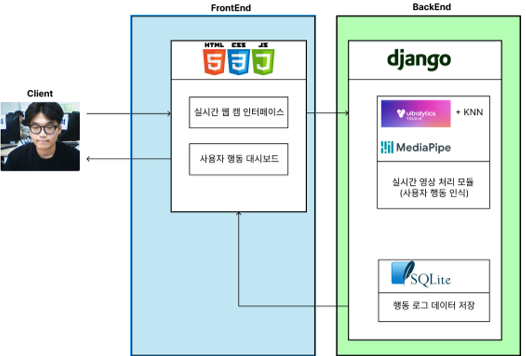 FrontEnd
BackEnd
HTML CSS JS
5 3 J
django
Client
실시간 웹 캠 인터페이스
ultralytics
+ KNN
MediaPipe
사용자 행동 대시보드
실시간 영상 처리 모듈
(사용자 행동 인식)
SQLite
행동 로그 데이터 저장